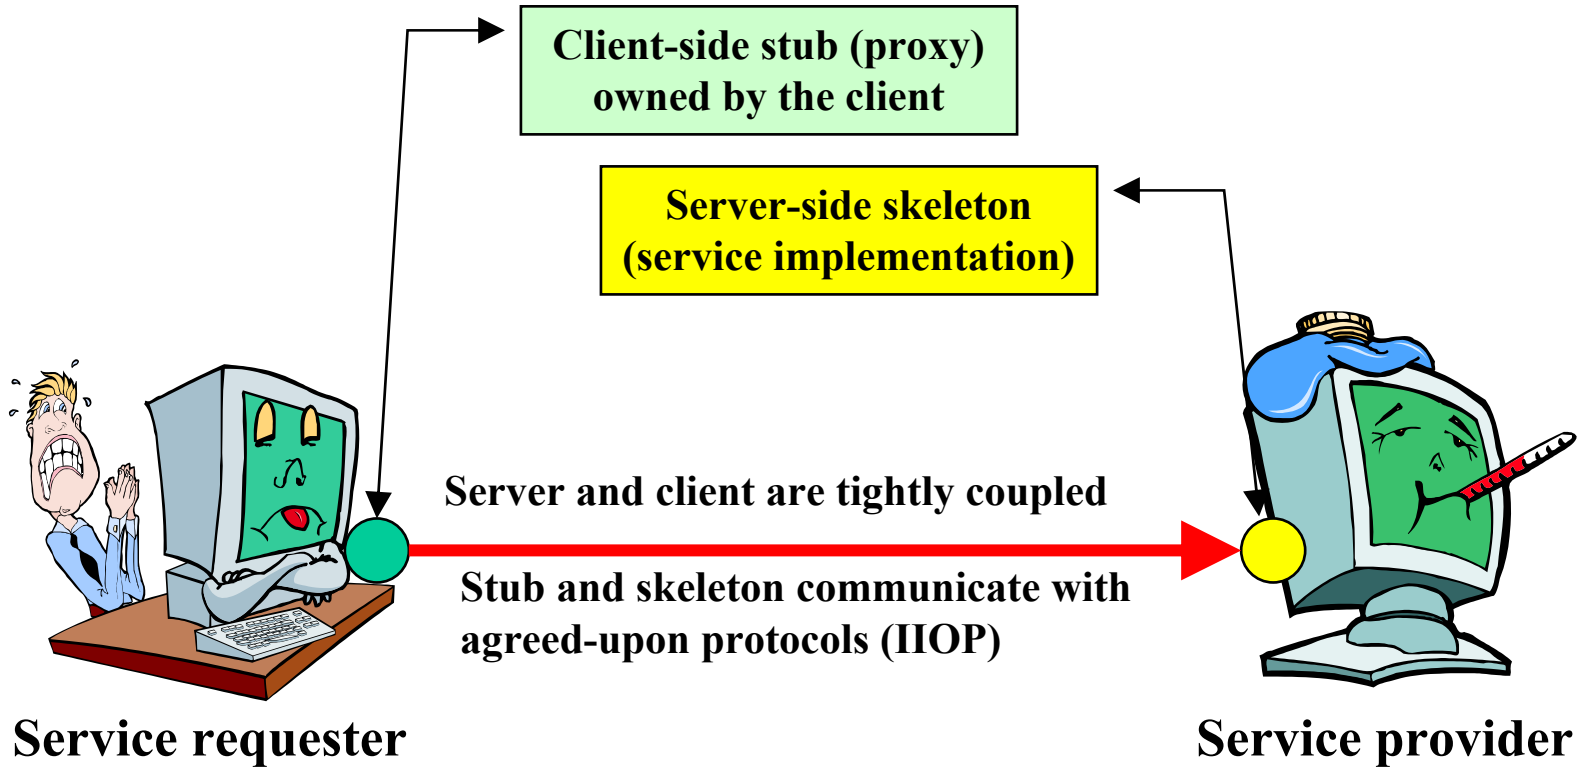 Client-side stub (proxy)
owned by the client
Server-side skeleton
(service implementation)
Server and client are tightly coupled
Stub and skeleton communicate with
agreed-upon protocols (IIOP)
Service requester
Service provider